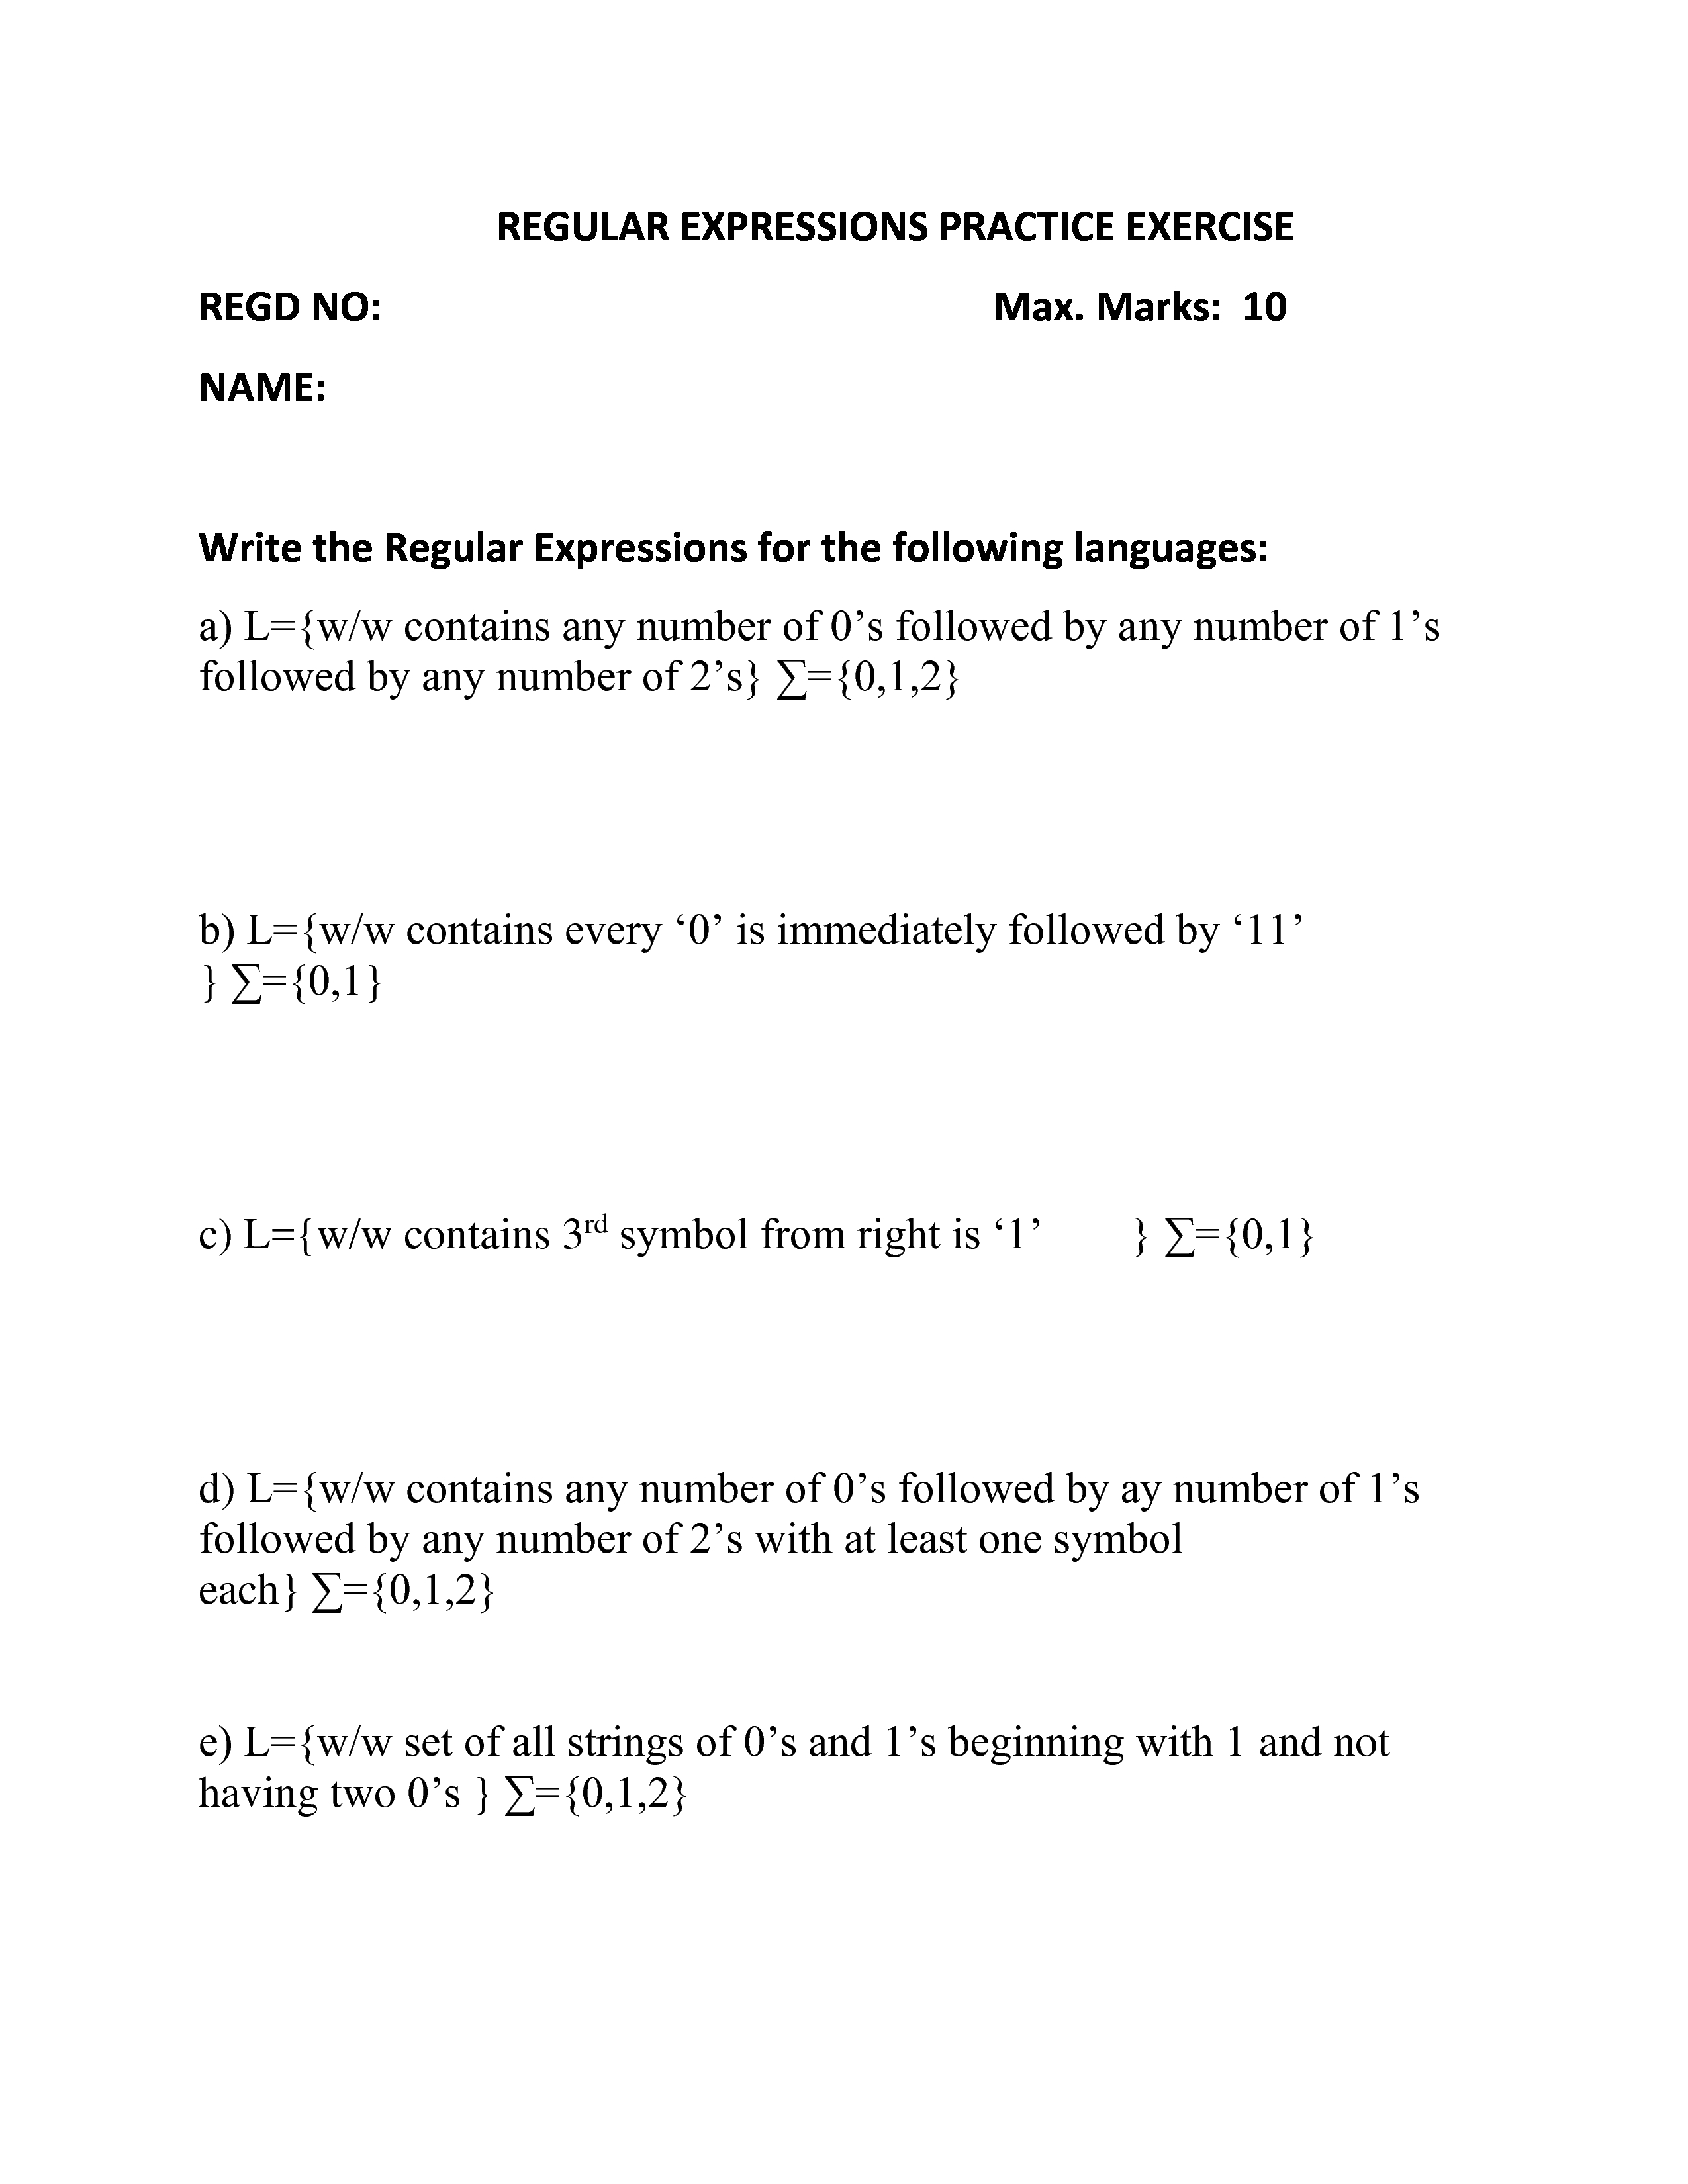 REGULAR EXPRESSIONS PRACTICE EXERCISE
REGD NO: Max. Marks: 10
NAME:
Write the Regular Expressions for the following languages:
a) L={w/w contains any number of 0’s followed by any number of 1’s
followed by any number of 2’s} ∑={0,1,2}
b) L={w/w contains every ‘0’ is immediately followed by ‘11’
} ∑={0,1}
c) L={w/w contains 3rd symbol from right is ‘1’ } ∑={0,1}
d) L={w/w contains any number of 0’s followed by ay number of 1’s
followed by any number of 2’s with at least one symbol
each} ∑={0,1,2}
e) L={w/w set of all strings of 0’s and 1’s beginning with 1 and not
having two 0’s } ∑={0,1,2}